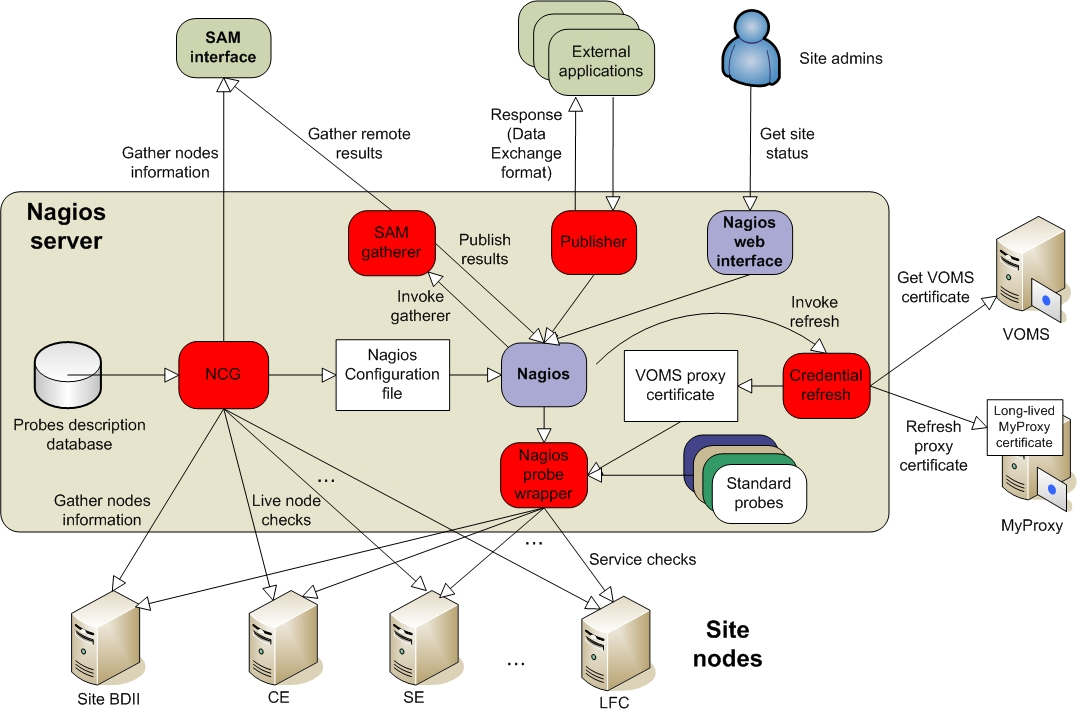 SAM
interface
External
applications
Site admins
Gather nodes
information
Gather remote
results
Response
(Data
Exchange
format)
Get site
status
Nagios
server
SAM
gatherer
Publish
results
Publisher
Nagios
web
interface
Invoke
gatherer
Invoke
refresh
Get VOMS
certificate
VOMS
Probes description
database
NCG
Nagios
Configuration
file
Nagios
VOMS proxy
certificate
Credential
refresh
Refresh
proxy
certificate
Long-lived
MyProxy
certificate
MyProxy
Gather nodes
information
Live node
checks
...
Nagios
probe
wrapper
Standard
probes
...
Service checks
Site BDII
CE
SE
...
LFC
Site
nodes